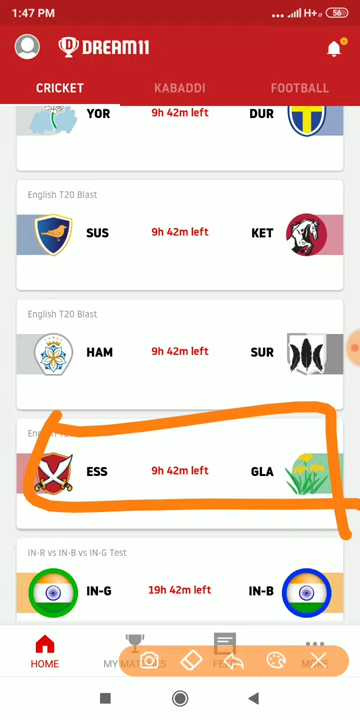 1:47 PM
H+
56
DREAM11
CRICKET
KABADDI
FOOTBALL
YOR
9h 42m left
DUR
English T20 Blast
SUS
9h 42m left
KET
English T20 Blast
HAM
9h 42m left
SUR
ESS
9h 42m left
GLA
IN-R vs IN-B vs IN-G Test
IN-G
19h 42m left
IN-B
HOME
MORE